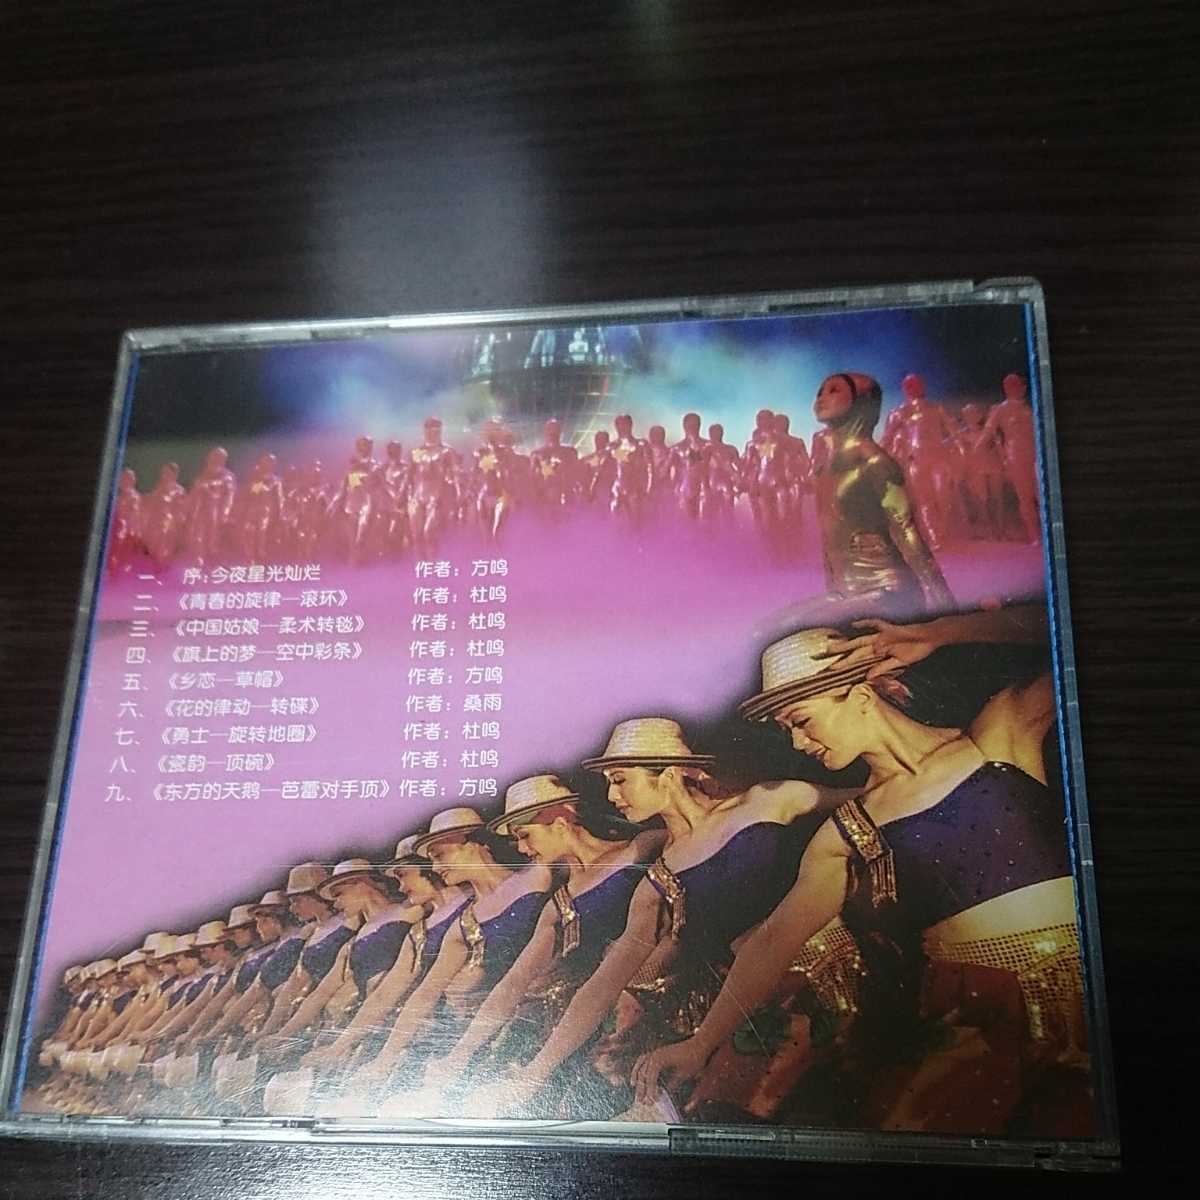 一、 序:今夜星光灿烂 作者：方鸣
二、《青春的旋律—滚环》 作者：杜鸣
三、《中国姑娘—柔术转毯》 作者：杜鸣
四、《旗上的梦—空中彩条》 作者：杜鸣
五、《乡恋—草帽》 作者：方鸣
六、《花的律动—转碟》 作者：桑雨
七、《勇士—旋转地圈》 作者：杜鸣
八、《瓷韵—顶碗》 作者：杜鸣
九、《东方的天鹅—芭蕾对手顶》作者：方鸣